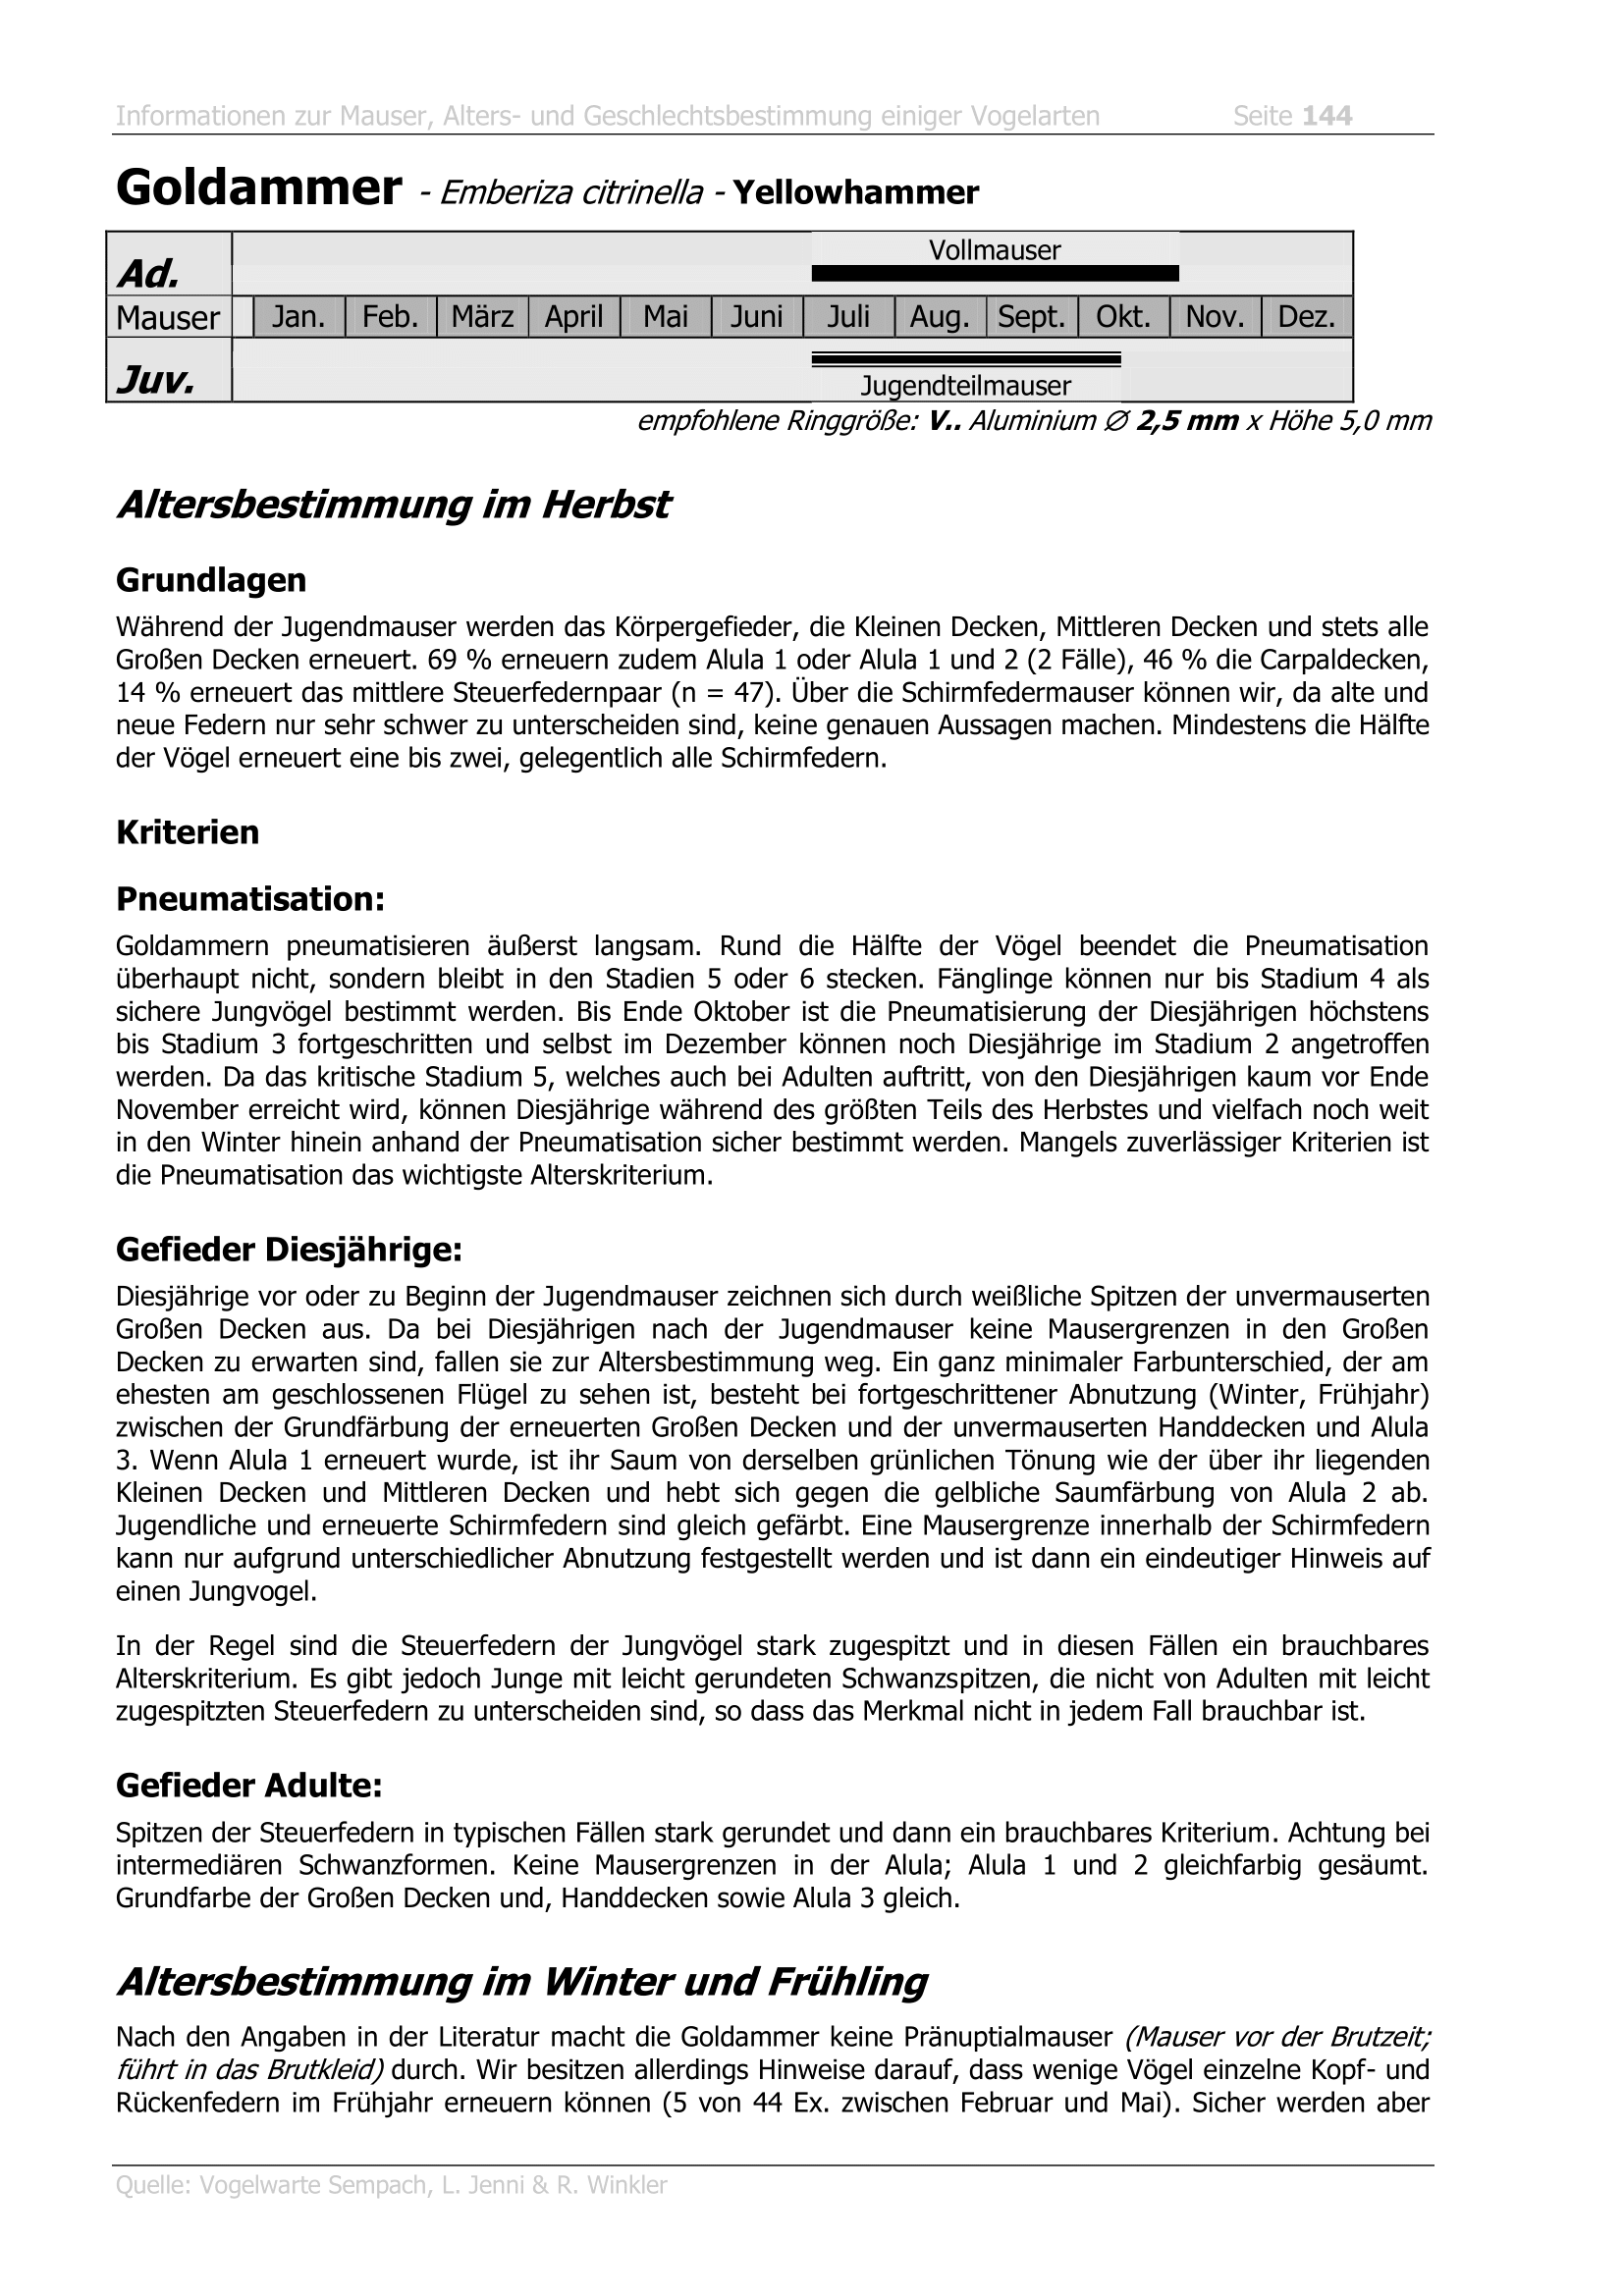 Informationen zur Mauser, Alters- und Geschlechtsbestimmung einiger Vogelarten Seite 144
Goldammer - Emberiza citrinella - Yellowhammer
Vollmauser
Ad.
Mauser Jan. Feb. März April Mai Juni Juli Aug. Sept. Okt. Nov. Dez.
Juv.
Jugendteilmauser
empfohlene Ringgröße: V.. Aluminium ∅ 2,5 mm x Höhe 5,0 mm
Altersbestimmung im Herbst
Grundlagen
Während der Jugendmauser werden das Körpergefieder, die Kleinen Decken, Mittleren Decken und stets alle
Großen Decken erneuert. 69 % erneuern zudem Alula 1 oder Alula 1 und 2 (2 Fälle), 46 % die Carpaldecken,
14 % erneuert das mittlere Steuerfedernpaar (n = 47). Über die Schirmfedermauser können wir, da alte und
neue Federn nur sehr schwer zu unterscheiden sind, keine genauen Aussagen machen. Mindestens die Hälfte
der Vögel erneuert eine bis zwei, gelegentlich alle Schirmfedern.
Kriterien
Pneumatisation:
Goldammern pneumatisieren äußerst langsam. Rund die Hälfte der Vögel beendet die Pneumatisation
überhaupt nicht, sondern bleibt in den Stadien 5 oder 6 stecken. Fänglinge können nur bis Stadium 4 als
sichere Jungvögel bestimmt werden. Bis Ende Oktober ist die Pneumatisierung der Diesjährigen höchstens
bis Stadium 3 fortgeschritten und selbst im Dezember können noch Diesjährige im Stadium 2 angetroffen
werden. Da das kritische Stadium 5, welches auch bei Adulten auftritt, von den Diesjährigen kaum vor Ende
November erreicht wird, können Diesjährige während des größten Teils des Herbstes und vielfach noch weit
in den Winter hinein anhand der Pneumatisation sicher bestimmt werden. Mangels zuverlässiger Kriterien ist
die Pneumatisation das wichtigste Alterskriterium.
Gefieder Diesjährige:
Diesjährige vor oder zu Beginn der Jugendmauser zeichnen sich durch weißliche Spitzen der unvermauserten
Großen Decken aus. Da bei Diesjährigen nach der Jugendmauser keine Mausergrenzen in den Großen
Decken zu erwarten sind, fallen sie zur Altersbestimmung weg. Ein ganz minimaler Farbunterschied, der am
ehesten am geschlossenen Flügel zu sehen ist, besteht bei fortgeschrittener Abnutzung (Winter, Frühjahr)
zwischen der Grundfärbung der erneuerten Großen Decken und der unvermauserten Handdecken und Alula
3. Wenn Alula 1 erneuert wurde, ist ihr Saum von derselben grünlichen Tönung wie der über ihr liegenden
Kleinen Decken und Mittleren Decken und hebt sich gegen die gelbliche Saumfärbung von Alula 2 ab.
Jugendliche und erneuerte Schirmfedern sind gleich gefärbt. Eine Mausergrenze innerhalb der Schirmfedern
kann nur aufgrund unterschiedlicher Abnutzung festgestellt werden und ist dann ein eindeutiger Hinweis auf
einen Jungvogel.
In der Regel sind die Steuerfedern der Jungvögel stark zugespitzt und in diesen Fällen ein brauchbares
Alterskriterium. Es gibt jedoch Junge mit leicht gerundeten Schwanzspitzen, die nicht von Adulten mit leicht
zugespitzten Steuerfedern zu unterscheiden sind, so dass das Merkmal nicht in jedem Fall brauchbar ist.
Gefieder Adulte:
Spitzen der Steuerfedern in typischen Fällen stark gerundet und dann ein brauchbares Kriterium. Achtung bei
intermediären Schwanzformen. Keine Mausergrenzen in der Alula; Alula 1 und 2 gleichfarbig gesäumt.
Grundfarbe der Großen Decken und, Handdecken sowie Alula 3 gleich.
Altersbestimmung im Winter und Frühling
Nach den Angaben in der Literatur macht die Goldammer keine Pränuptialmauser (Mauser vor der Brutzeit;
führt in das Brutkleid) durch. Wir besitzen allerdings Hinweise darauf, dass wenige Vögel einzelne Kopf- und
Rückenfedern im Frühjahr erneuern können (5 von 44 Ex. zwischen Februar und Mai). Sicher werden aber
Quelle: Vogelwarte Sempach, L. Jenni & R. Winkler